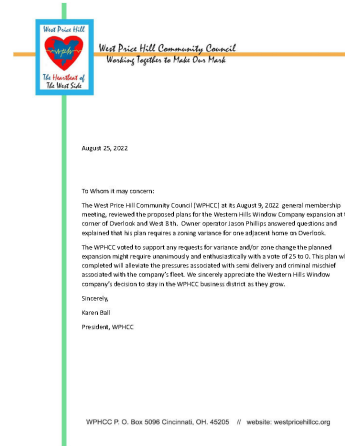 West Price Hill
WPHCC
The Heartbeat of
The West Side
West Price Hill Community Council
Working Together to Make Our Mark
August 25, 2022
To Whom it may concern:
The West Price Hill Community Council (WPHCC) at its August 9, 2022 general membership
meeting, reviewed the proposed plans for the Western Hills Window Company expansion at
corner of Overlook and West 8th. Owner operator Jason Phillips answered questions and
explained that his plan requires a zoning variance for one adjacent home on Overlook.
The WPHCC voted to support any requests for variance and/or zone change the planned
expansion might require unanimously and enthusiastically with a vote of 25 to 0. This plan
completed will alleviate the pressures associated with semi delivery and criminal mischief
associated with the company's fleet. We sincerely appreciate the Western Hills Window
company's decision to stay in the WPHCC business district as they grow.
Sincerely,
Karen Ball
President, WPHCC
WPHCC P. O. Box 5096 Cincinnati, OH. 45205 // website: westpricehillcc.org